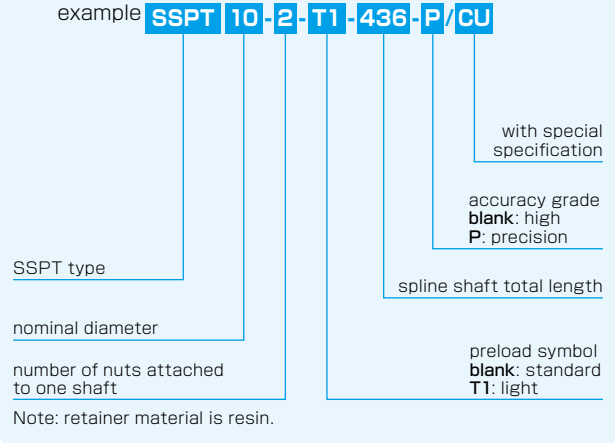 example SSPT 10-2-T1-436-P/CU
with special
specification
accuracy grade
blank: high
P: precision
SSPT type
spline shaft total length
nominal diameter
preload symbol
blank: standard
T1: light
number of nuts attached
to one shaft
Note: retainer material is resin.